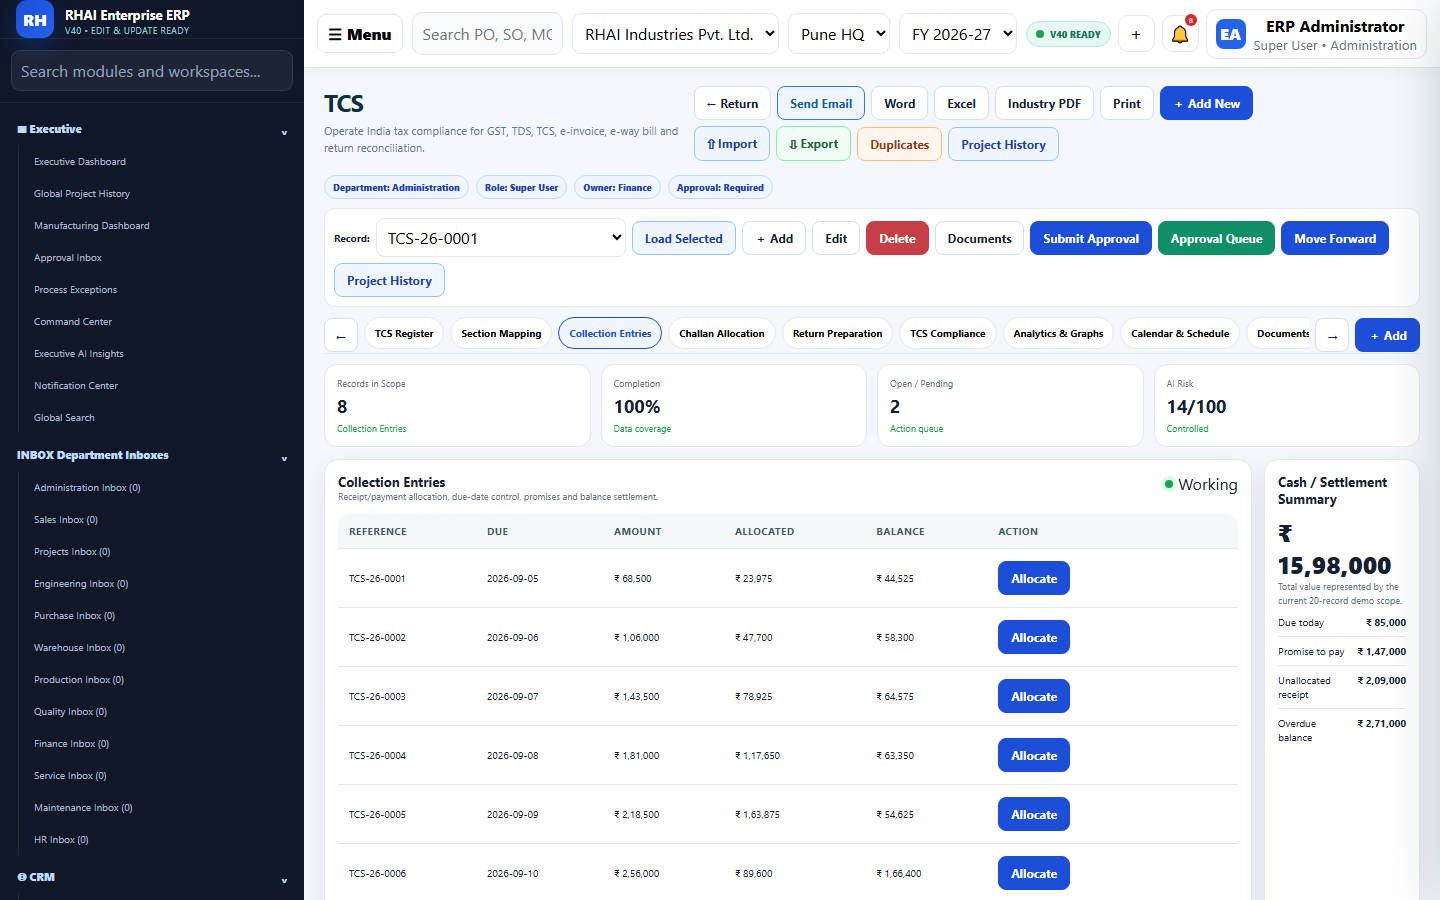 RH
RHAI Enterprise ERP
V40 • EDIT & UPDATE READY
Search modules and workspaces...
Executive
Executive Dashboard
Global Project History
Manufacturing Dashboard
Approval Inbox
Process Exceptions
Command Center
Executive AI Insights
Notification Center
Global Search
INBOX Department Inboxes
Administration Inbox (0)
Sales Inbox (0)
Projects Inbox (0)
Engineering Inbox (0)
Purchase Inbox (0)
Warehouse Inbox (0)
Production Inbox (0)
Quality Inbox (0)
Finance Inbox (0)
Service Inbox (0)
Maintenance Inbox (0)
HR Inbox (0)
CRM
☰ Menu
Search PO, SO, MO
RHAI Industries Pvt. Ltd.
Pune HQ
FY 2026-27
V40 READY
+
8
EA
ERP Administrator
Super User • Administration
TCS
Operate India tax compliance for GST, TDS, TCS, e-invoice, e-way bill and
return reconciliation.
← Return
Send Email
Word
Excel
Industry PDF
Print
+ Add New
⇧ Import
⇩ Export
Duplicates
Project History
Department: Administration
Role: Super User
Owner: Finance
Approval: Required
Record:
TCS-26-0001
Load Selected
+ Add
Edit
Delete
Documents
Submit Approval
Approval Queue
Move Forward
Project History
←
TCS Register
Section Mapping
Collection Entries
Challan Allocation
Return Preparation
TCS Compliance
Analytics & Graphs
Calendar & Schedule
Documents
→
+ Add
Records in Scope
8
Collection Entries
Completion
100%
Data coverage
Open / Pending
2
Action queue
AI Risk
14/100
Controlled
Collection Entries
Receipt/payment allocation, due-date control, promises and balance settlement.
Working
REFERENCE DUE AMOUNT ALLOCATED BALANCE ACTION
TCS-26-0001 2026-09-05 ₹ 68,500 ₹ 23,975 ₹ 44,525 Allocate
TCS-26-0002 2026-09-06 ₹ 1,06,000 ₹ 47,700 ₹ 58,300 Allocate
TCS-26-0003 2026-09-07 ₹ 1,43,500 ₹ 78,925 ₹ 64,575 Allocate
TCS-26-0004 2026-09-08 ₹ 1,81,000 ₹ 1,17,650 ₹ 63,350 Allocate
TCS-26-0005 2026-09-09 ₹ 2,18,500 ₹ 1,63,875 ₹ 54,625 Allocate
TCS-26-0006 2026-09-10 ₹ 2,56,000 ₹ 89,600 ₹ 1,66,400 Allocate
Cash / Settlement
Summary
₹
15,98,000
Total value represented by the
current 20-record demo scope.
Due today ₹ 85,000
Promise to pay ₹ 1,47,000
Unallocated
receipt ₹ 2,09,000
Overdue
balance ₹ 2,71,000